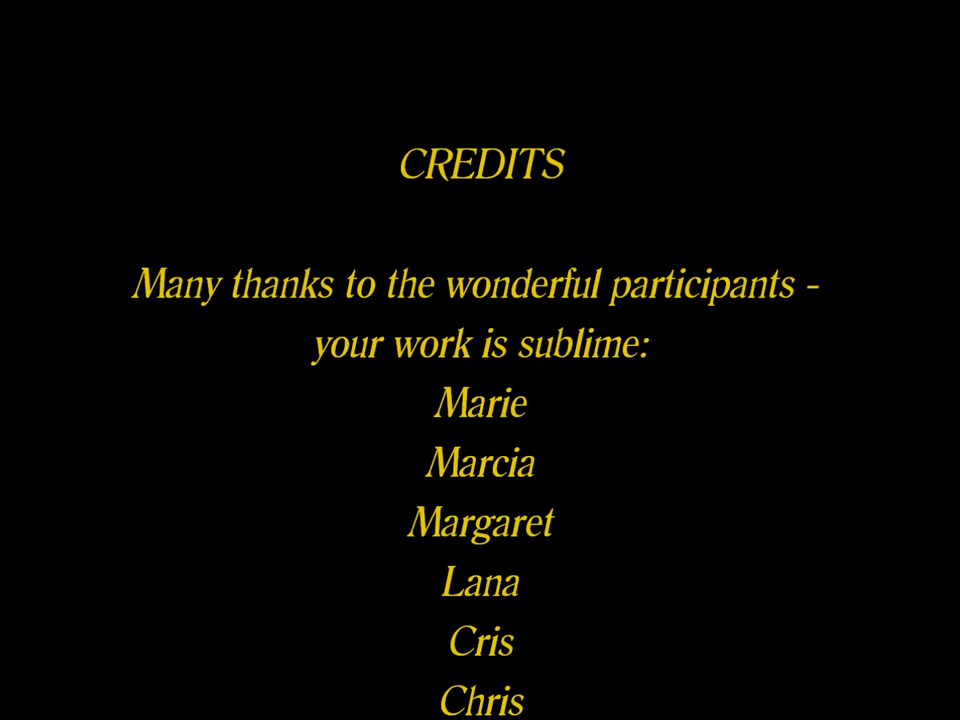 CREDITS
Many thanks to the wonderful participants -
your work is sublime:
Marie
Marcia
Margaret
Lana
Cris
Chris